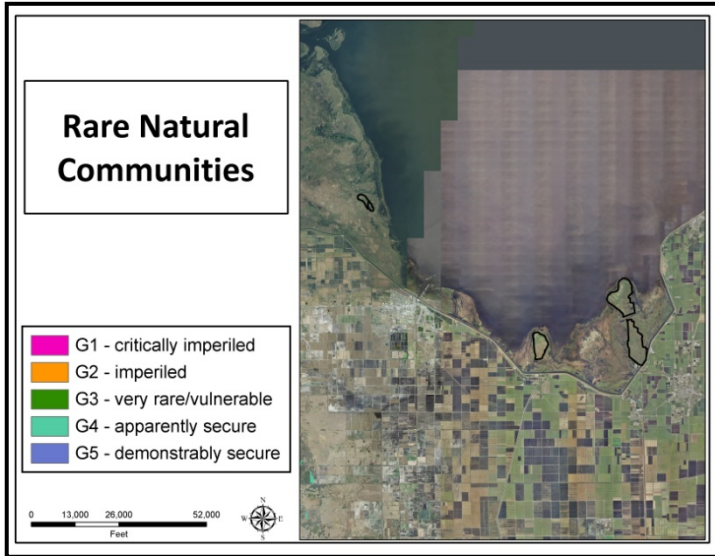 Rare Natural
Communities
G1 - critically imperiled
G2 - imperiled
G3 - very rare/vulnerable
G4 - apparently secure
G5 - demonstrably secure
0 13,000 26,000 52,000
Feet
N
W E
S